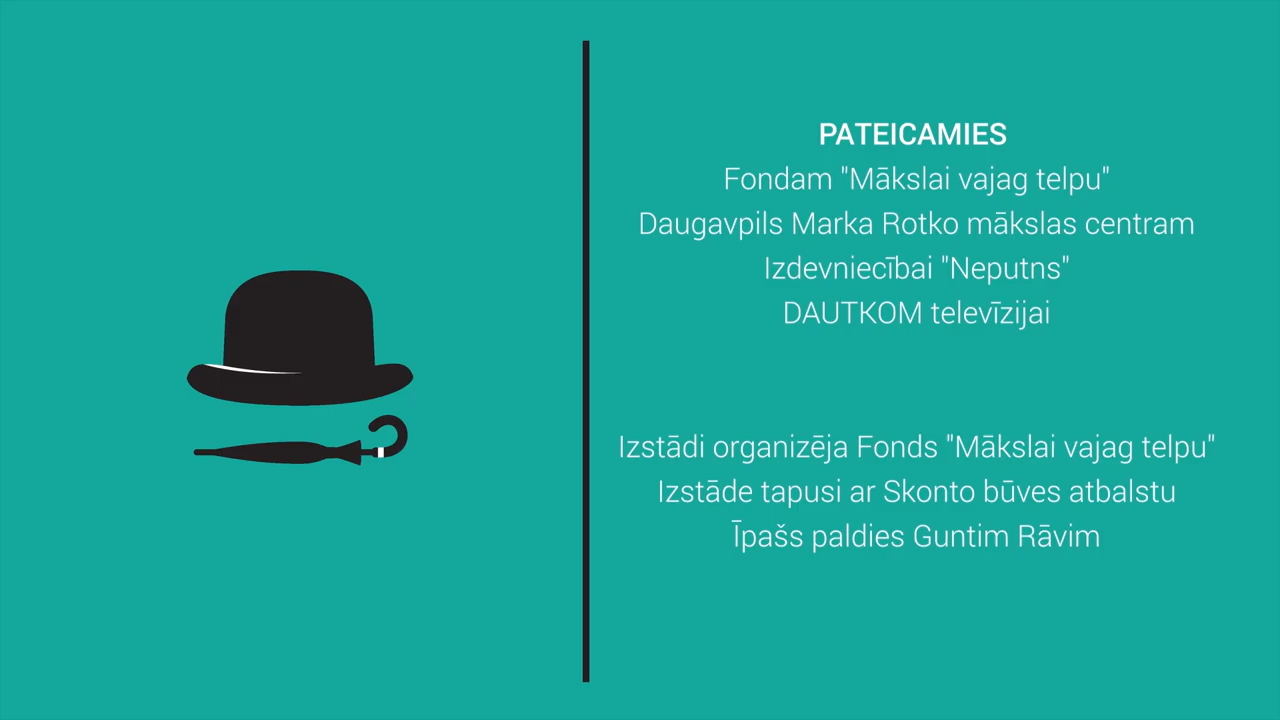 PATEICAMIES
Fondam "Mākslai vajag telpu"
Daugavpils Marka Rotko mākslas centram
Izdevniecībai "Neputns"
DAUTKOM televīzijai
Izstādi organizēja Fonds "Mākslai vajag telpu"
Izstāde tapusi ar Skonto būves atbalstu
Īpašs paldies Guntim Rāvim